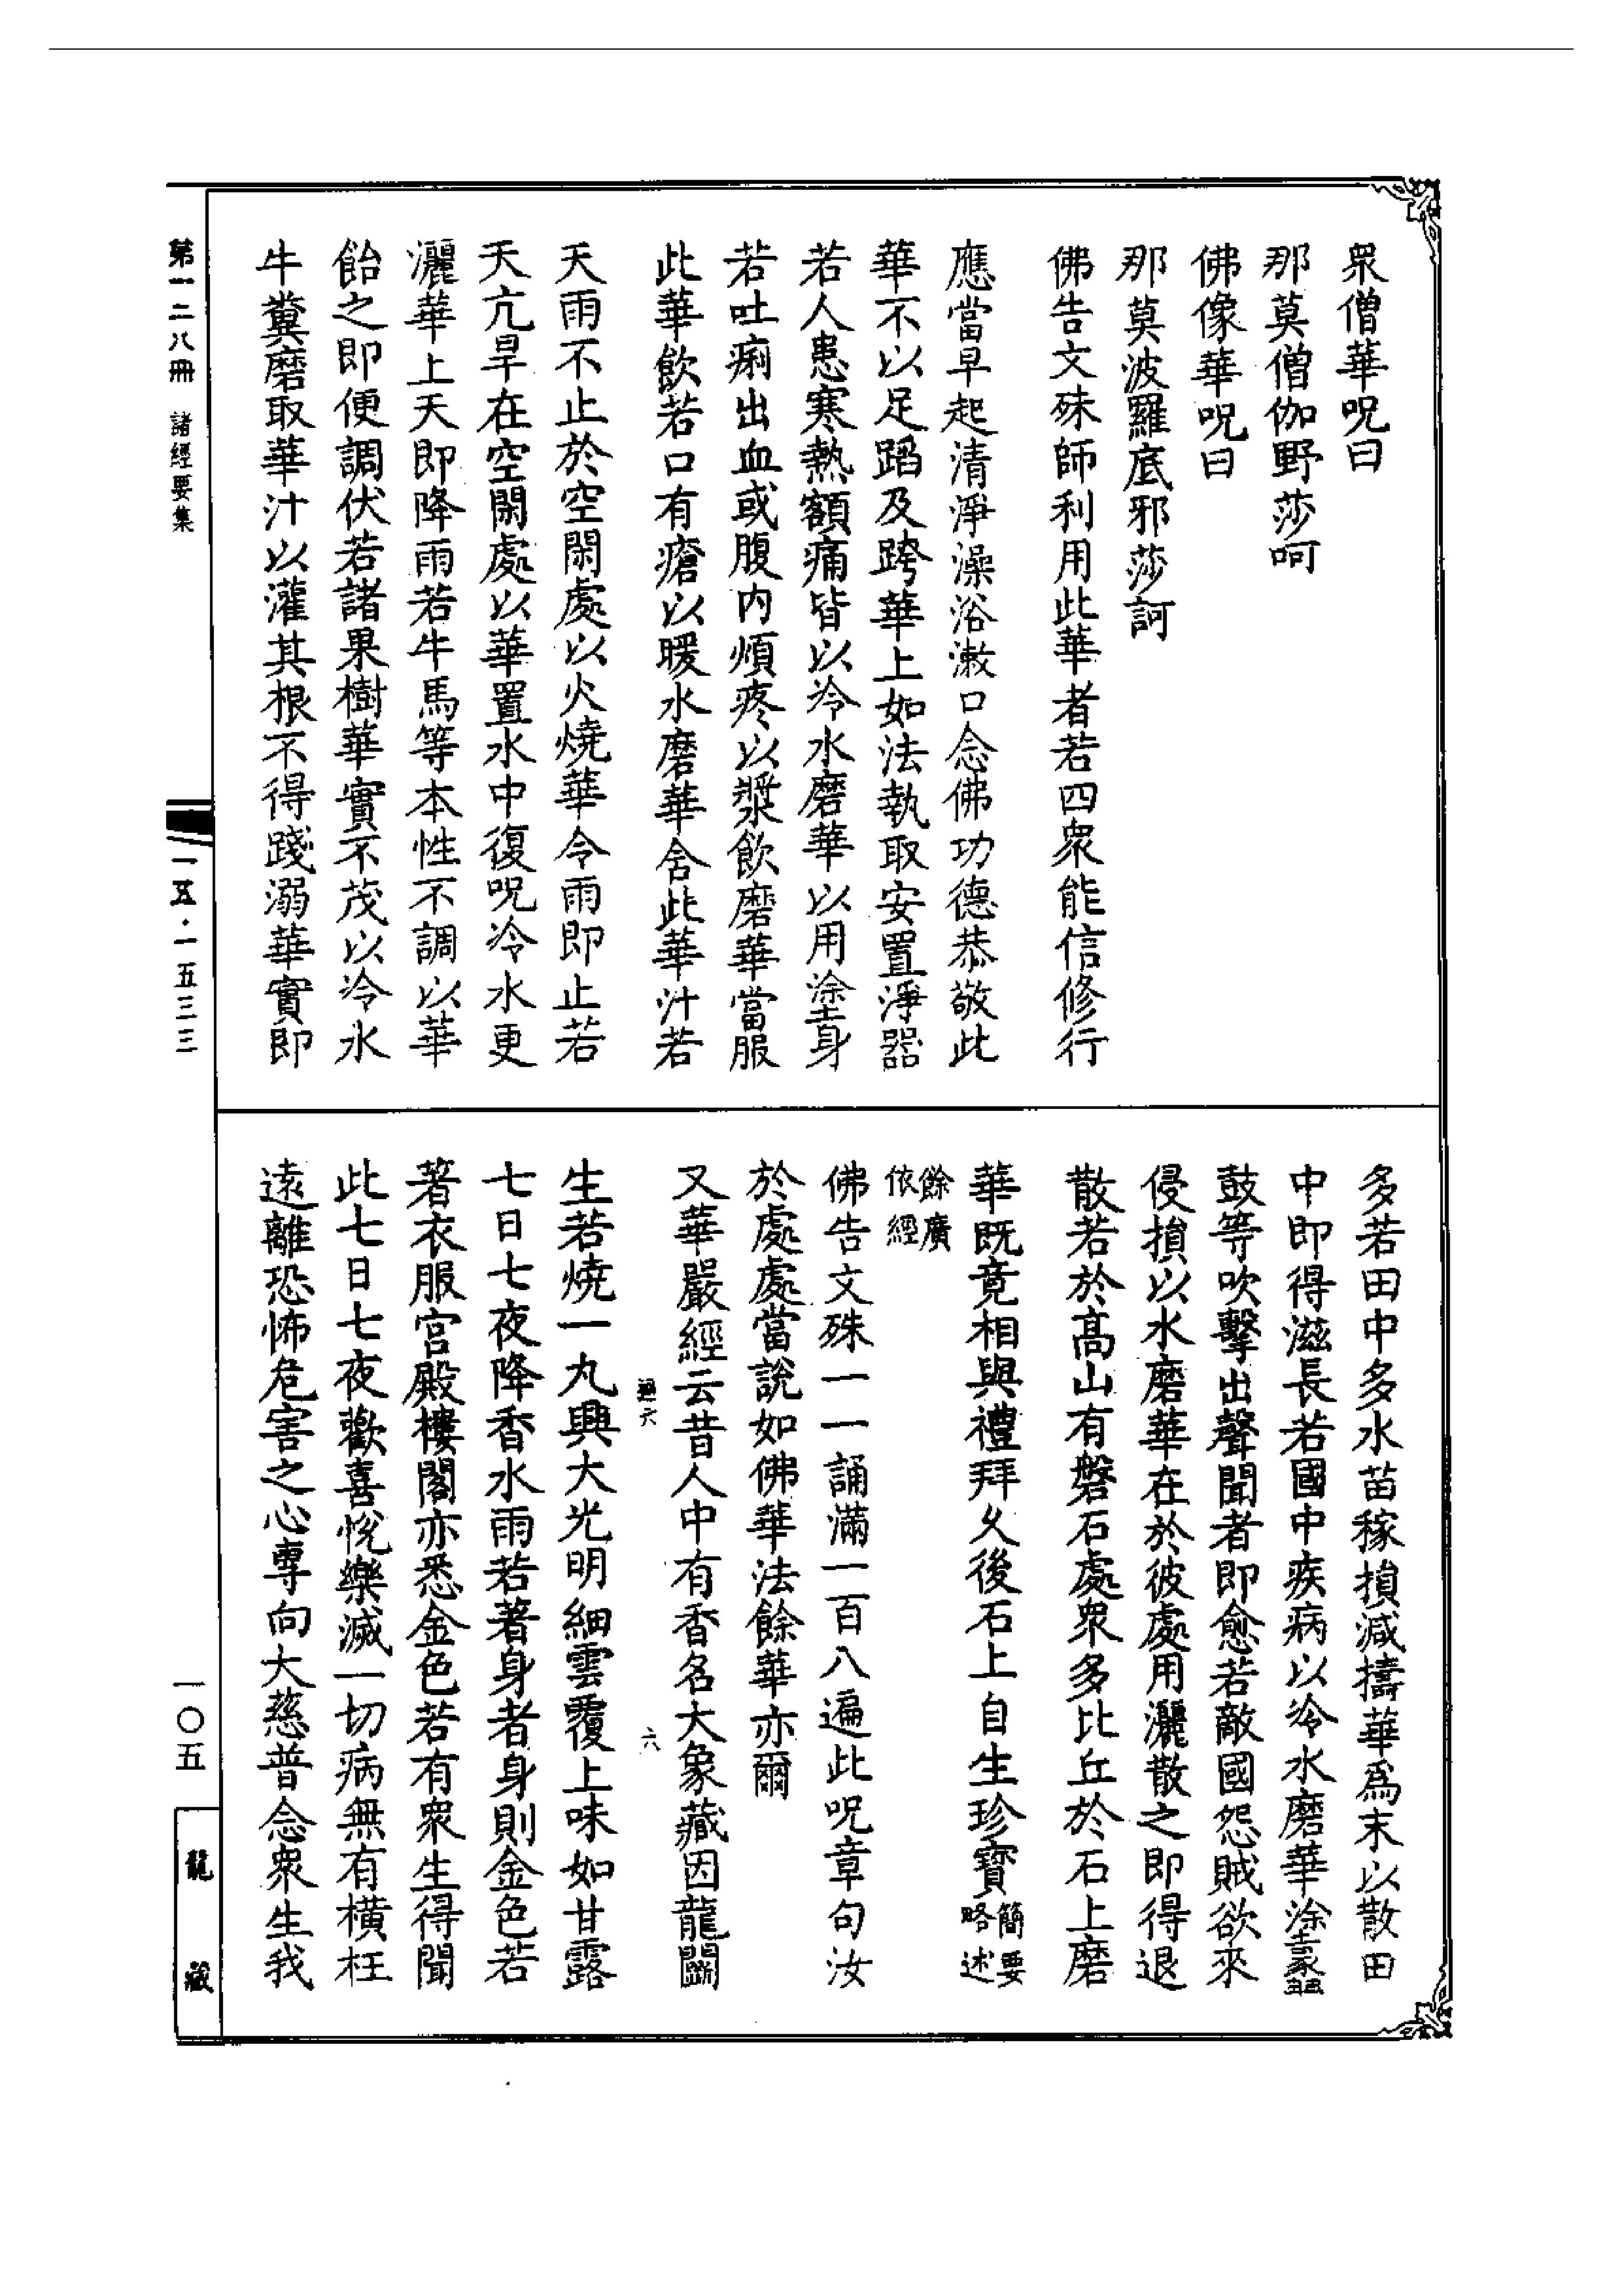 衆僧華呪曰
那莫僧伽野莎呵
佛像華呪曰
那莫波羅底邪莎訶
佛告文殊師利用此華者若四衆能信修行
應當早起清淨澡浴漱口念佛功德恭敬此
華不以足蹈及跨華上如法執取安置淨器
若人患寒熱額痛皆以冷水磨華以用塗身
若吐痢出血或腹内煩疼以漿飲磨華當服
此華飲若口有瘡以暖水磨華含此華汁若
天雨不止於空閑處以火燒華令雨即止若
天亢旱在空閑處以華置水中復呪冷水更
灑華上天即降雨若牛馬等本性不調以華
飴之即便調伏若諸果樹華實不茂以冷水
牛糞磨取華汁以灌其根不得踐溺華實即
多若田中多水苗稼損減擣華爲末以散田
中即得滋長若國中疾病以冷水磨華塗蠡
鼓等吹擊出聲聞者即愈若敵國怨賊欲來
侵損以水磨華在於彼處用灑散之即得退
散若於高山有磐石處衆多比丘於石上磨
華既竟相與禮拜久後石上自生珍寶簡要略述
餘廣依經
佛告文殊一一誦滿一百八遍此呪章句汝
於處處當說如佛華法餘華亦爾
又華嚴經云昔人中有香名大象藏因龍鬭
六
六
生若燒一丸興大光明細雲覆上味如甘露
七日七夜降香水雨若著身者身則金色若
著衣服宮殿樓閣亦悉金色若有衆生得聞
此七日七夜歡喜悅樂滅一切病無有橫枉
遠離恐怖危害之心專向大慈普念衆生我
第一二八冊 諸經要集
一五·一五三三
一〇五
龍藏